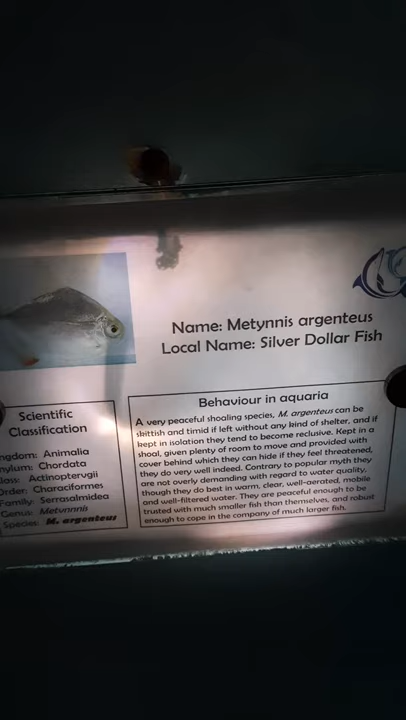 Name: Metynnis argenteus
Local Name: Silver Dollar Fish
Scientific
Classification
ngdom: Animalia
hylum: Chordata
lass: Actinopterygii
Order: Characiformes
Family: Serrasalmidea
Genus: Metynnnis
Species: M. argenteus
Behaviour in aquaria
A very peaceful shoaling species, M. argenteus can be
skittish and timid if left without any kind of shelter, and if
kept in isolation they tend to become reclusive. Kept in a
shoal, given plenty of room to move and provided with
cover behind which they can hide if they feel threatened,
they do very well indeed. Contrary to popular myth they
are not overly demanding with regard to water quality,
though they do best in warm, clear, well-aerated, mobile
and well-filtered water. They are peaceful enough to be
trusted with much smaller fish than themselves, and robust
enough to cope in the company of much larger fish.